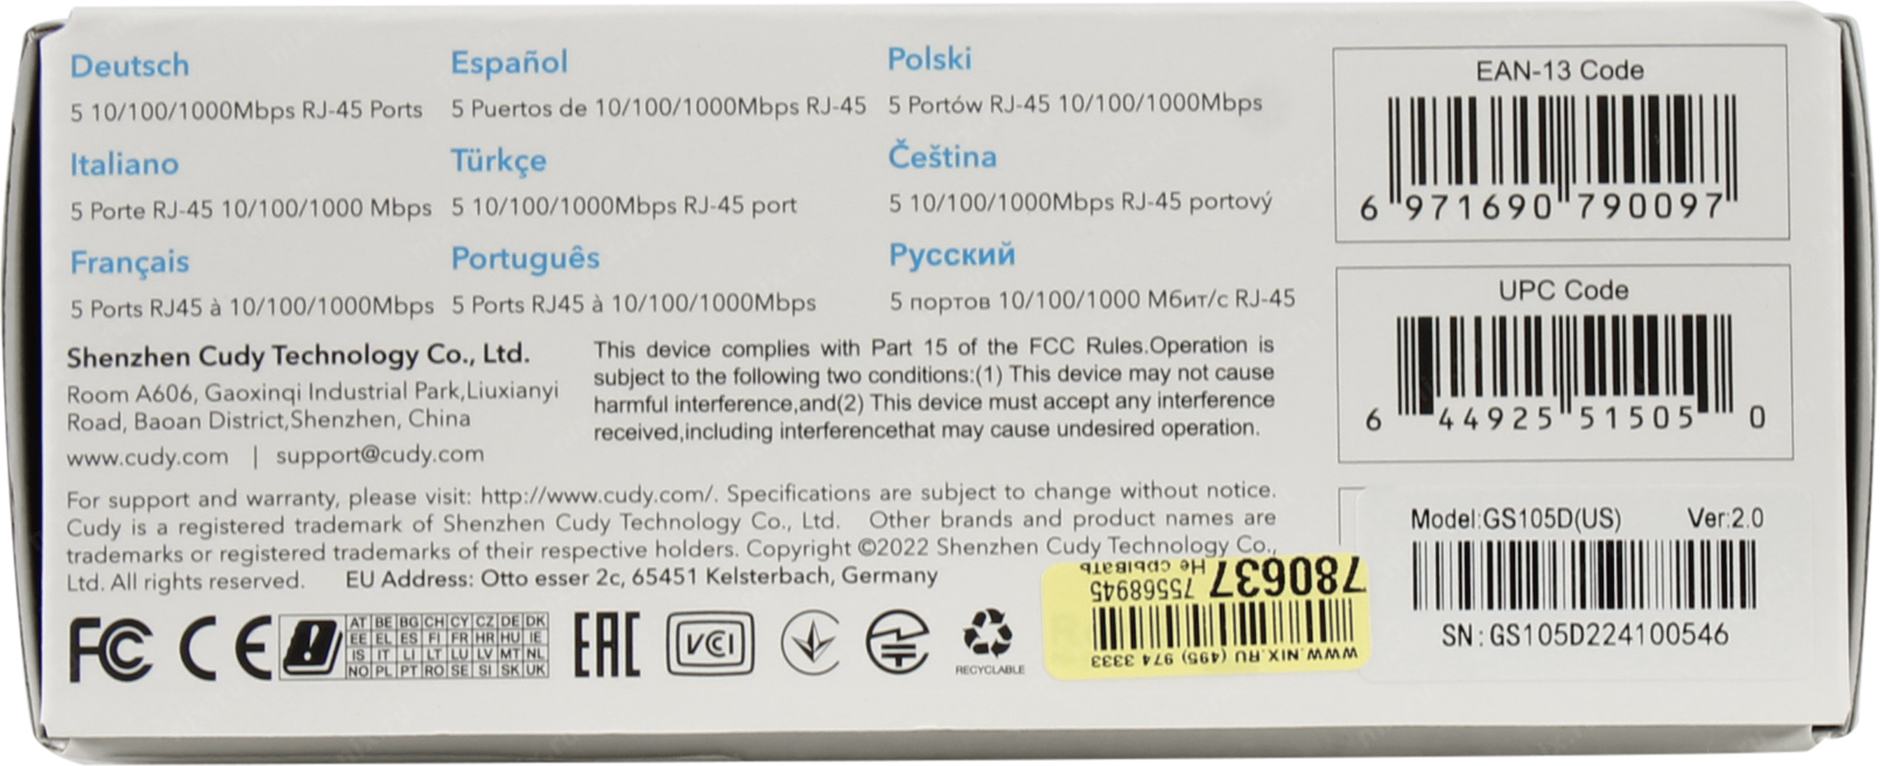 Deutsch
5 10/100/1000Mbps RJ-45 Ports
Español
5 Puertos de 10/100/1000Mbps RJ-45
Polski
5 Portów RJ-45 10/100/1000Mbps
Italiano
5 Porte RJ-45 10/100/1000 Mbps
Türkçe
5 10/100/1000Mbps RJ-45 port
Čeština
5 10/100/1000Mbps RJ-45 portový
Français
5 Ports RJ45 à 10/100/1000Mbps
Português
5 Ports RJ45 à 10/100/1000Mbps
Русский
5 портов 10/100/1000 Мбит/с RJ-45
Shenzhen Cudy Technology Co., Ltd.
Room A606, Gaoxinqi Industrial Park,Liuxianyi
Road, Baoan District,Shenzhen, China
www.cudy.com | support@cudy.com
This device complies with Part 15 of the FCC Rules.Operation is
subject to the following two conditions:(1) This device may not cause
harmful interference,and(2) This device must accept any interference
received,including interferencethat may cause undesired operation.
For support and warranty, please visit: http://www.cudy.com/. Specifications are subject to change without notice.
Cudy is a registered trademark of Shenzhen Cudy Technology Co., Ltd. Other brands and product names are
trademarks or registered trademarks of their respective holders. Copyright ©2022 Shenzhen Cudy Technology Co.,
Ltd. All rights reserved. EU Address: Otto esser 2c, 65451 Kelsterbach, Germany
FC CE
AT BE BG CH CY CZ DE DK
EE EL ES FI FR HR HU IE
IS IT LI LT LU LV MT NL
NO PL PT RO SE SI SK UK
EAC
VCI
RECYCLABLE
EAN-13 Code
6 971690 790097
UPC Code
6 44925 51505 0
Model:GS105D(US) Ver:2.0
SN:GS105D224100546
WWW.NIX.RU (495) 974 3333
75568945 780637
Не срывать